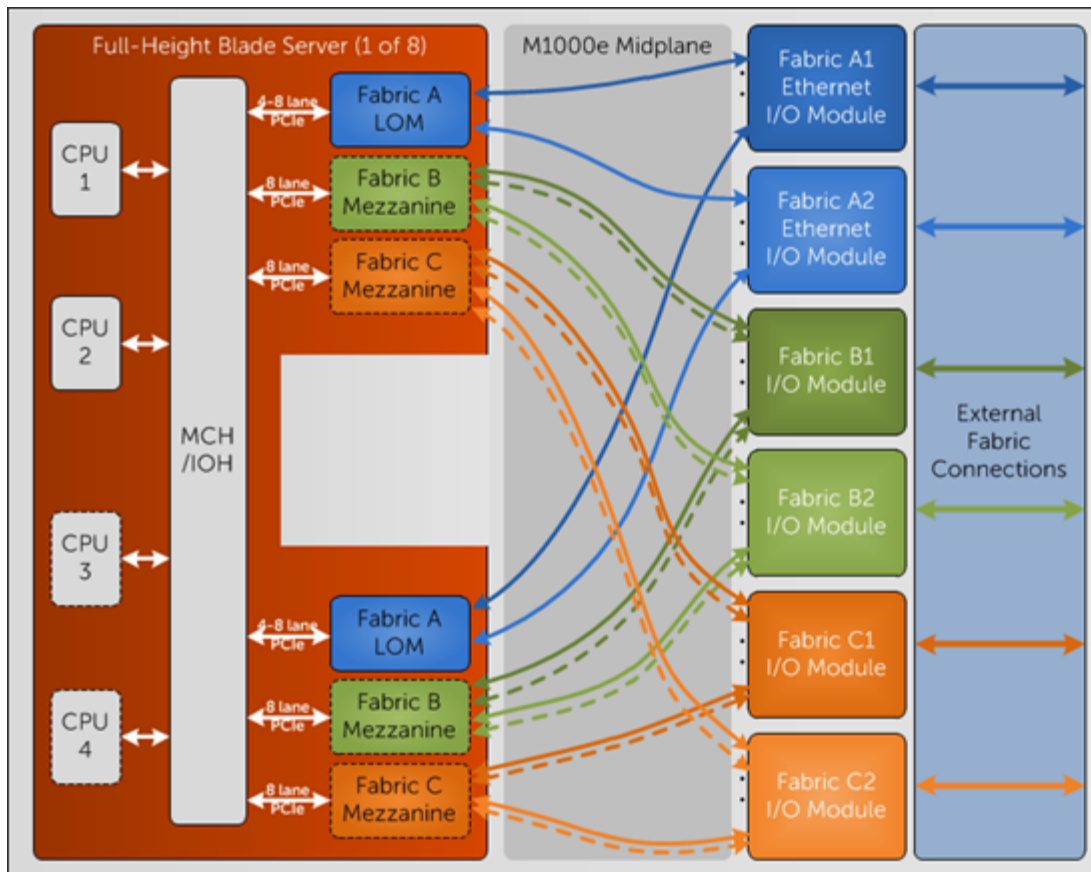 Full-Height Blade Server (1 of 8)
M1000e Midplane
CPU
1
CPU
2
CPU
3
CPU
4
MCH
/IOH
4-8 lane
PCIe
8 lane
PCIe
8 lane
PCIe
4-8 lane
PCIe
8 lane
PCIe
8 lane
PCIe
Fabric A
LOM
Fabric B
Mezzanine
Fabric C
Mezzanine
Fabric A
LOM
Fabric B
Mezzanine
Fabric C
Mezzanine
Fabric A1
Ethernet
I/O Module
Fabric A2
Ethernet
I/O Module
Fabric B1
I/O Module
Fabric B2
I/O Module
Fabric C1
I/O Module
Fabric C2
I/O Module
External
Fabric
Connections